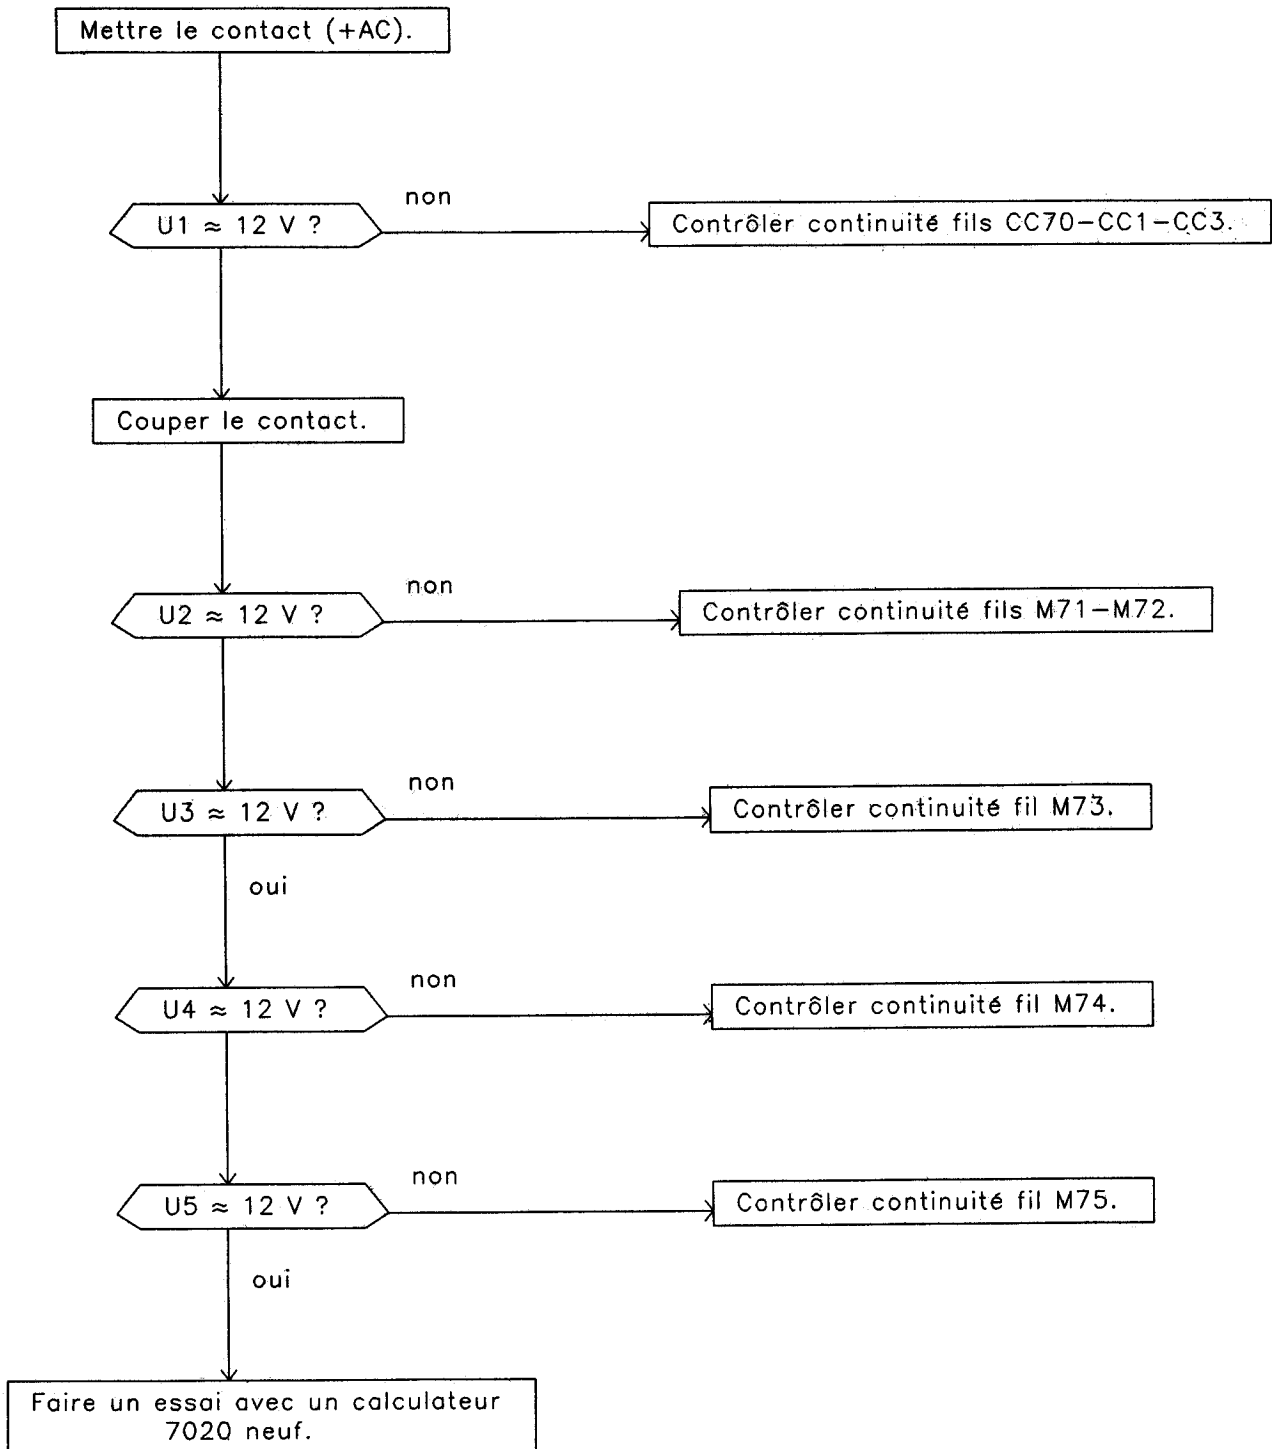 Mettre le contact (+AC).
non
U1 ≈ 12 V ?
Contrôler continuité fils CC70-CC1-CC3.
Couper le contact.
non
U2 ≈ 12 V ?
Contrôler continuité fils M71-M72.
non
U3 ≈ 12 V ?
Contrôler continuité fil M73.
oui
non
U4 ≈ 12 V ?
Contrôler continuité fil M74.
non
U5 ≈ 12 V ?
Contrôler continuité fil M75.
oui
Faire un essai avec un calculateur
7020 neuf.